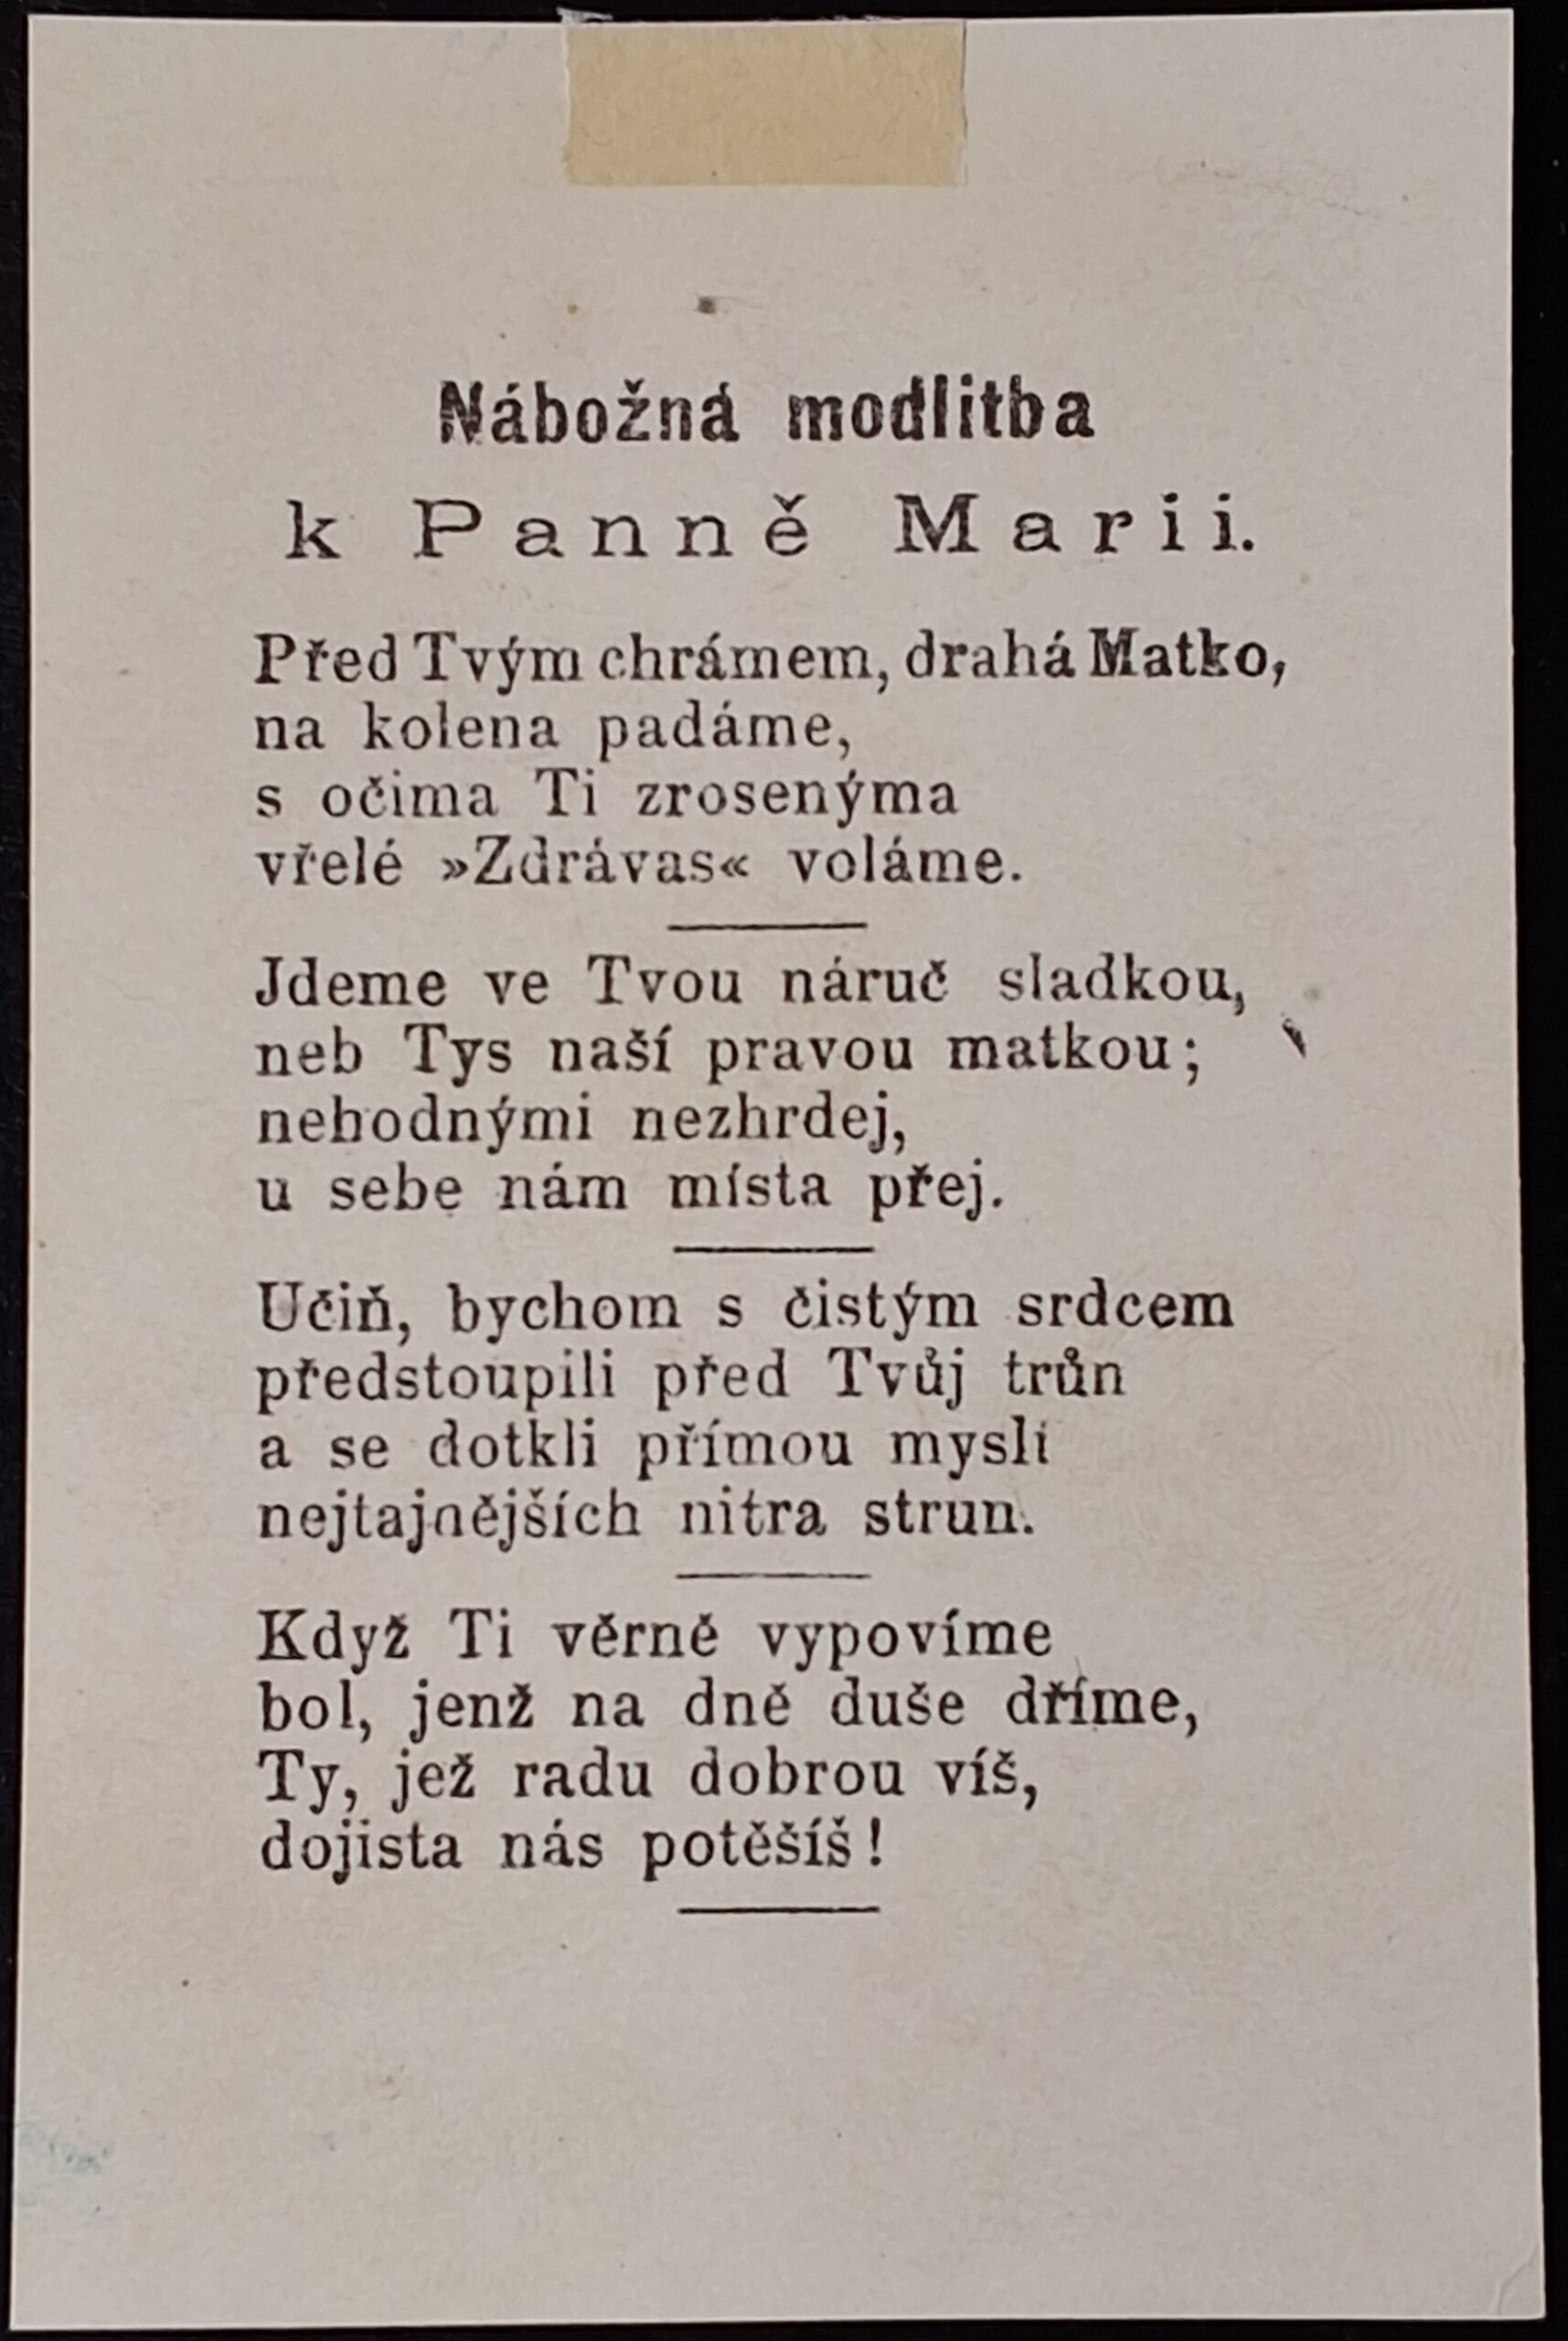 Nábožná modlitba
k Panně Marii.
Před Tvým chrámem, drahá Matko,
na kolena padáme,
s očima Ti zrosenýma
vřelé »Zdrávas« voláme.
Jdeme ve Tvou náruč sladkou,
neb Tys naší pravou matkou;
nehodnými nezhrdej,
u sebe nám místa přej.
Učiň, bychom s čistým srdcem
předstoupili před Tvůj trůn
a se dotkli přímou myslí
nejtajnějších nitra strun.
Když Ti věrně vypovíme
bol, jenž na dně duše dříme,
Ty, jež radu dobrou víš,
dojista nás potěšíš!